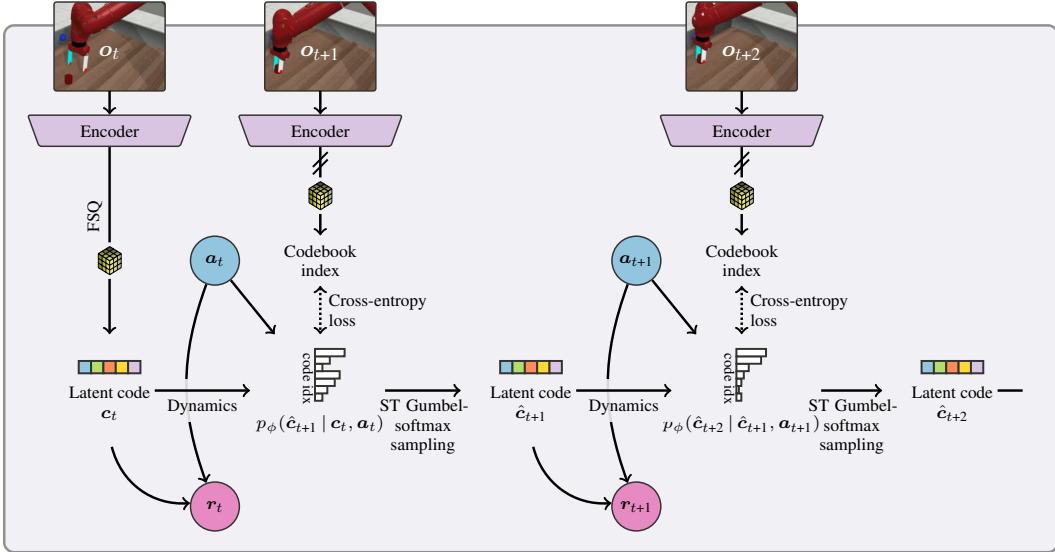 o_t
o_{t+1}
o_{t+2}
Encoder
Encoder
Encoder
FSQ
a_t
Codebook
index
a_{t+1}
Codebook
index
Cross-entropy
loss
Cross-entropy
loss
code idx
code idx
Latent code
c_t
Dynamics
p_ϕ(ĉ_{t+1} | c_t, a_t)
ST Gumbel-
softmax
sampling
Latent code
ĉ_{t+1}
Dynamics
p_ϕ(ĉ_{t+2} | ĉ_{t+1}, a_{t+1})
ST Gumbel-
softmax
sampling
Latent code
ĉ_{t+2}
r_t
r_{t+1}